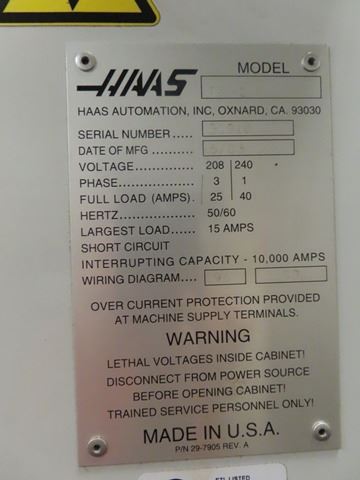 HAAS
MODEL
HAAS AUTOMATION, INC, OXNARD, CA. 93030
SERIAL NUMBER.....
DATE OF MFG ........
VOLTAGE............... 208 240
PHASE.................. 3 1
FULL LOAD (AMPS). 25 40
HERTZ.................. 50/60
LARGEST LOAD...... 15 AMPS
SHORT CIRCUIT
INTERRUPTING CAPACITY - 10,000 AMPS
WIRING DIAGRAM....
OVER CURRENT PROTECTION PROVIDED
AT MACHINE SUPPLY TERMINALS.
WARNING
LETHAL VOLTAGES INSIDE CABINET!
DISCONNECT FROM POWER SOURCE
BEFORE OPENING CABINET!
TRAINED SERVICE PERSONNEL ONLY!
MADE IN U.S.A.
P/N 29-7905 REV. A
ETL LISTED